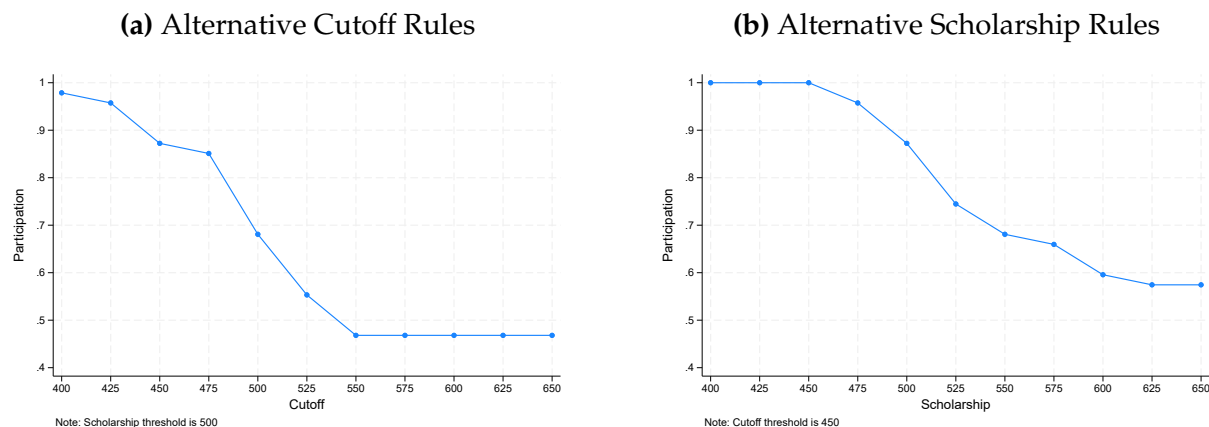 (a) Alternative Cutoff Rules
1
.9
.8
.7
.6
.5
.4
Participation
400 425 450 475 500 525 550 575 600 625 650
Cutoff
Note: Scholarship threshold is 500
(b) Alternative Scholarship Rules
1
.9
.8
.7
.6
.5
.4
Participation
400 425 450 475 500 525 550 575 600 625 650
Scholarship
Note: Cutoff threshold is 450